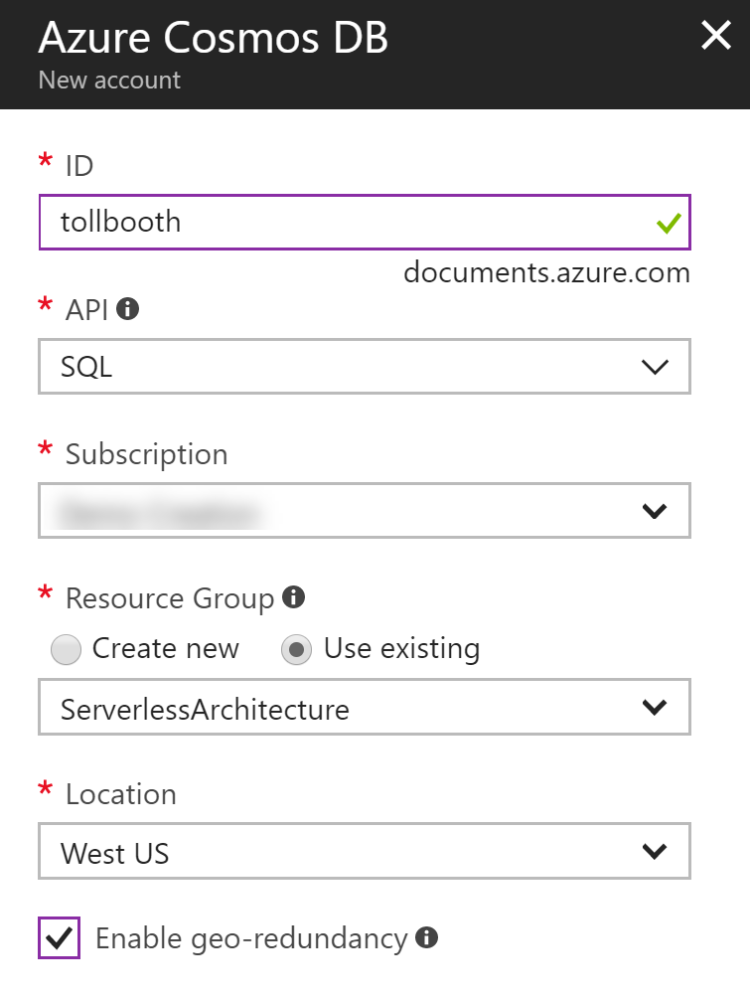 Azure Cosmos DB
New account
* ID
tollbooth
documents.azure.com
* API
SQL
* Subscription
* Resource Group
Create new Use existing
ServerlessArchitecture
* Location
West US
Enable geo-redundancy